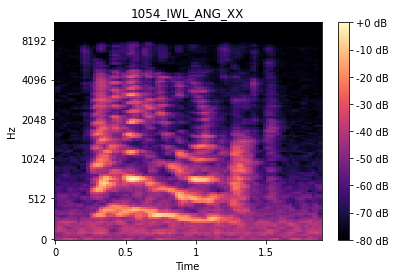 1054_IWL_ANG_XX
+0 dB
8192
-10 dB
4096
-20 dB
-30 dB
2048
Hz
-40 dB
1024
-50 dB
512
-60 dB
-70 dB
0
-80 dB
0
0.5
1
1.5
Time